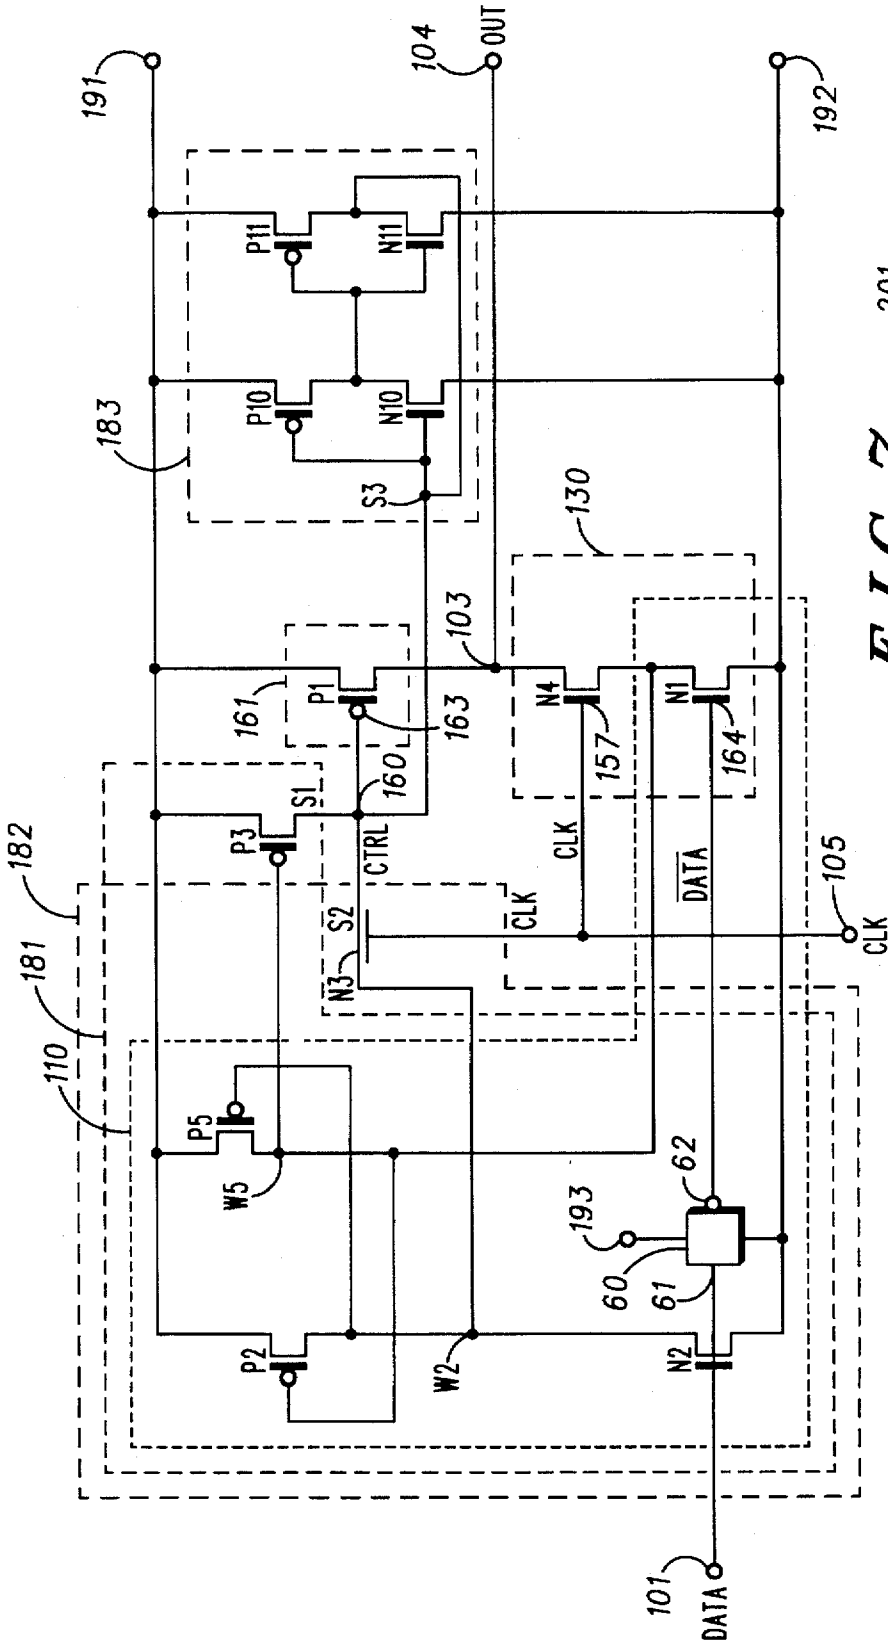 182
181
110
183
191
P5
W5
P2
P3
161
P10
P11
S1
P1
N3
S2
CTRL
160
S3
N10
N11
104
OUT
163
103
W2
CLK
CLK
N4
130
193
157
60
61
62
DATA
N1
164
N2
101
DATA
105
CLK
192